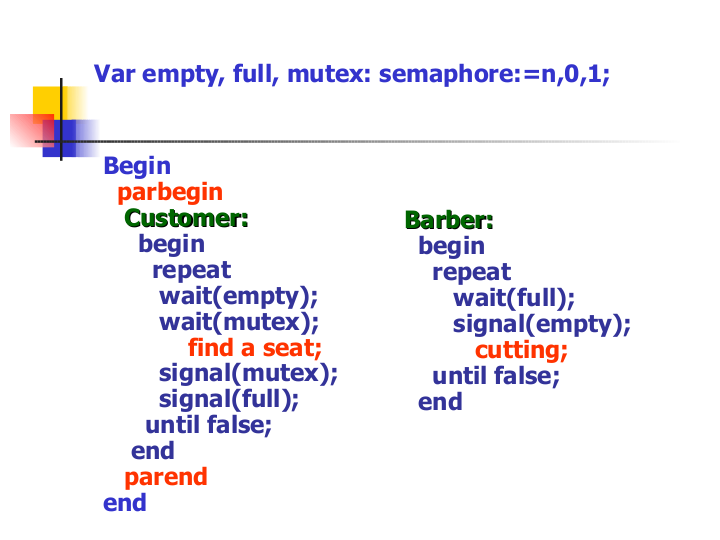 Var empty, full, mutex: semaphore:=n,0,1;
Begin
parbegin
Customer:
begin
repeat
wait(empty);
wait(mutex);
find a seat;
signal(mutex);
signal(full);
until false;
end
parend
end
Barber:
begin
repeat
wait(full);
signal(empty);
cutting;
until false;
end